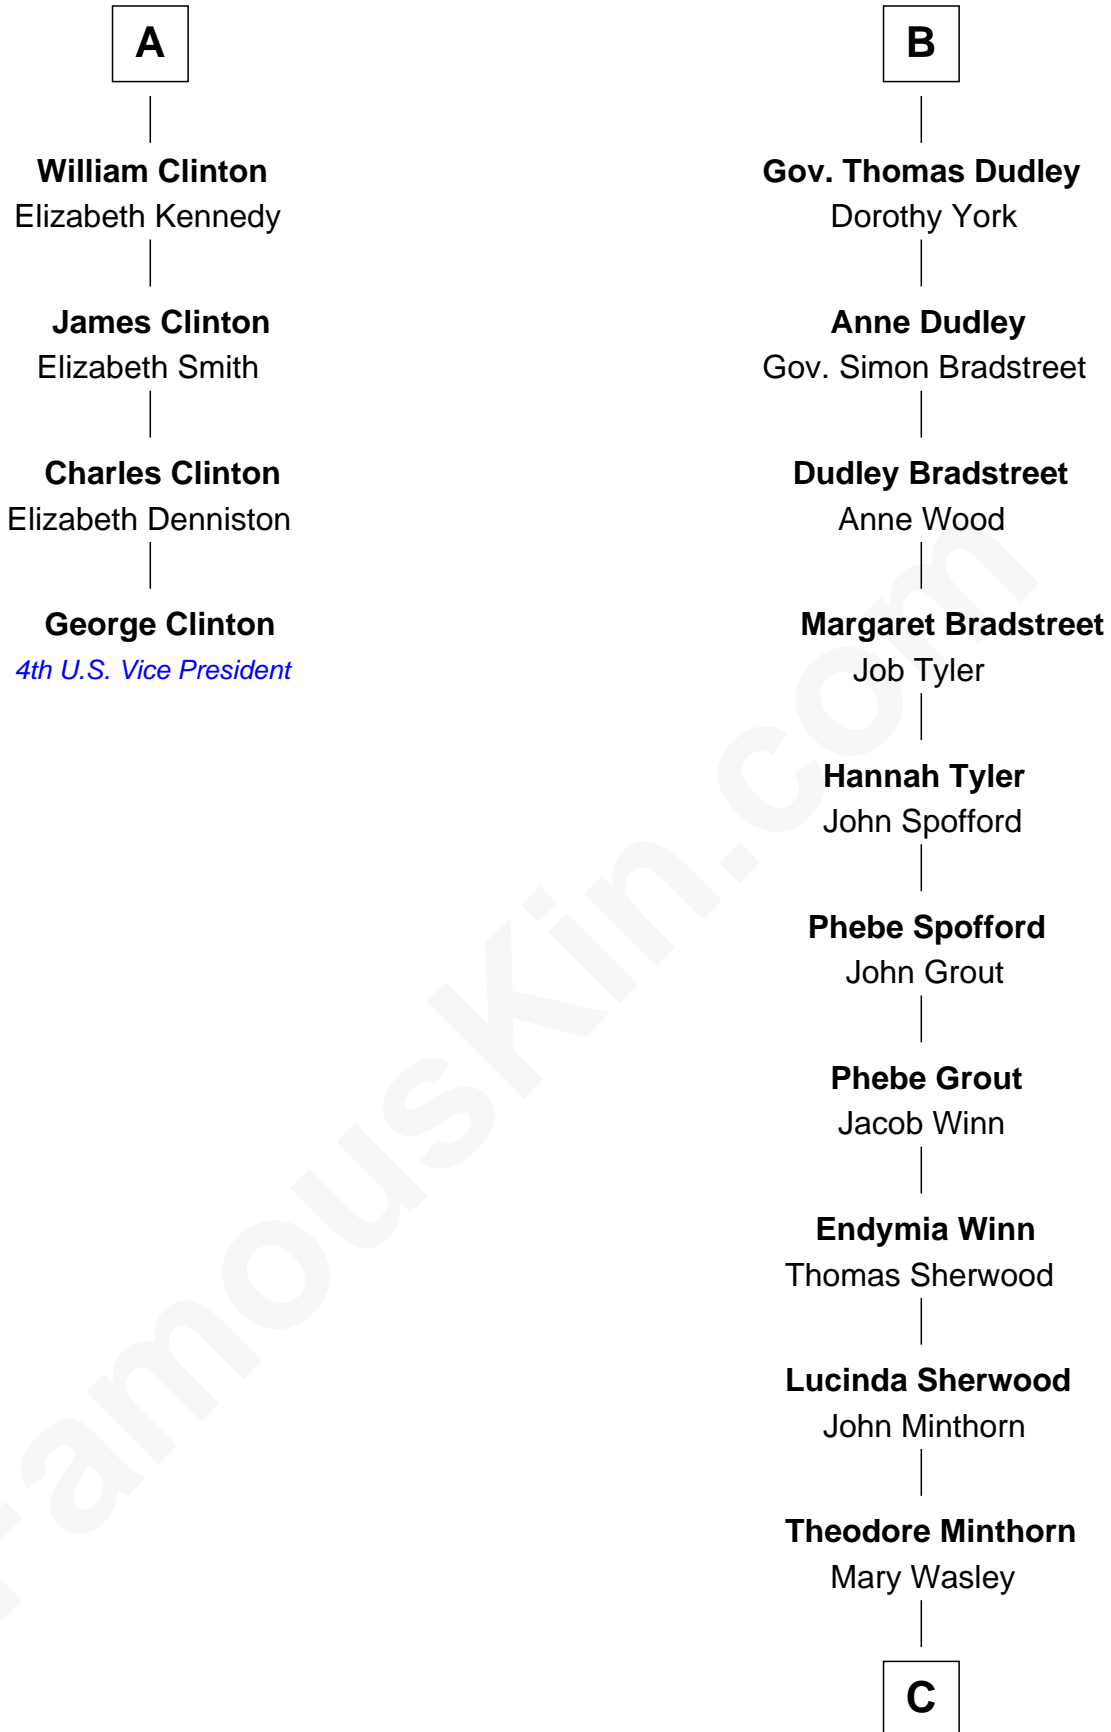 A
William Clinton
Elizabeth Kennedy
James Clinton
Elizabeth Smith
Charles Clinton
Elizabeth Denniston
George Clinton
4th U.S. Vice President
B
Gov. Thomas Dudley
Dorothy York
Anne Dudley
Gov. Simon Bradstreet
Dudley Bradstreet
Anne Wood
Margaret Bradstreet
Job Tyler
Hannah Tyler
John Spofford
Phebe Spofford
John Grout
Phebe Grout
Jacob Winn
Endymia Winn
Thomas Sherwood
Lucinda Sherwood
John Minthorn
Theodore Minthorn
Mary Wasley
C
FamousKin.com